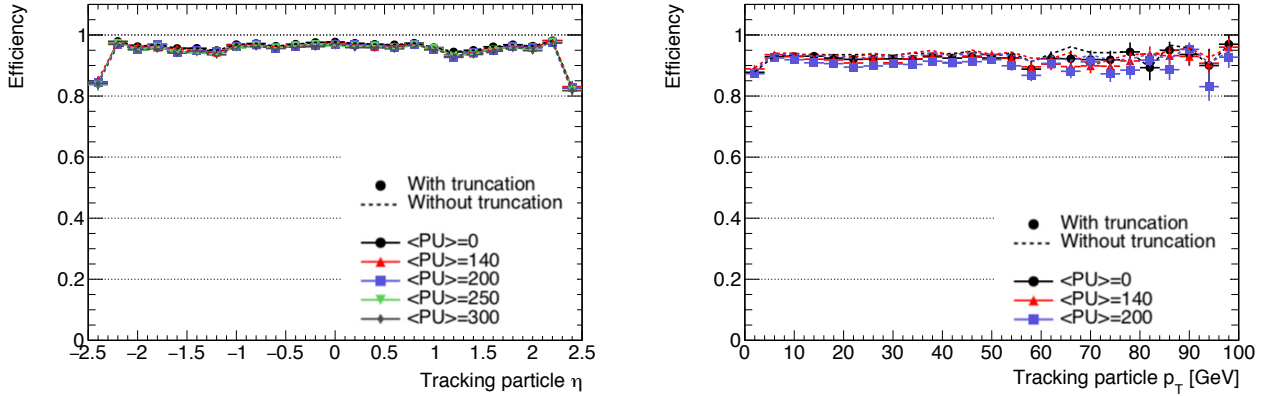 Efficiency
1
0.8
0.6
0.4
0.2
0
With truncation
Without truncation
<PU>=0
<PU>=140
<PU>=200
<PU>=250
<PU>=300
−2.5 −2 −1.5 −1 −0.5 0 0.5 1 1.5 2 2.5
Tracking particle η
Efficiency
1
0.8
0.6
0.4
0.2
0
With truncation
Without truncation
<PU>=0
<PU>=140
<PU>=200
0 10 20 30 40 50 60 70 80 90 100
Tracking particle p_T [GeV]